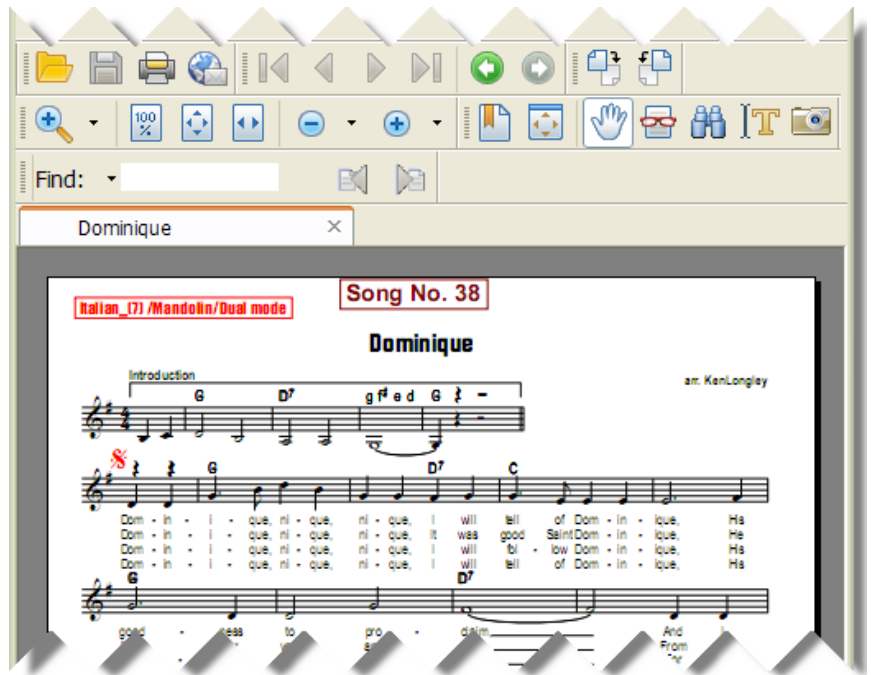 100
%
T
Find:
Dominique
Song No. 38
Italian_(7) /Mandolin/Dual mode
Dominique
Introduction
arr. KenLongley
G D7 g f# e d G
4
4
G D7 C
Dom - in - i - que, ni - que, ni - que, I will tell of Dom - in - ique, His
Dom - in - i - que, ni - que, ni - que, It was good Saint Dom - in - ique, He
Dom - in - i - que, ni - que, ni - que, I will fol - low Dom - in - ique, His
Dom - in - i - que, ni - que, ni - que, I will tell of Dom - in - ique, His
G D7
good - ness to pro - claim And
From